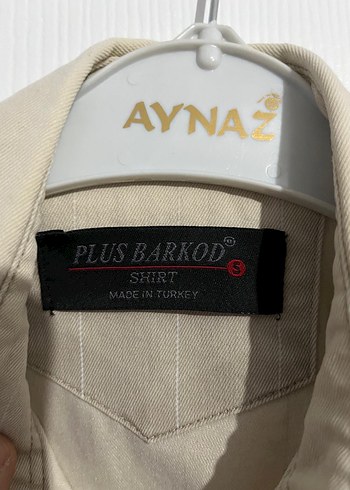 AYNAZ
PLUS BARKOD
S
SHIRT
MADE IN TURKEY